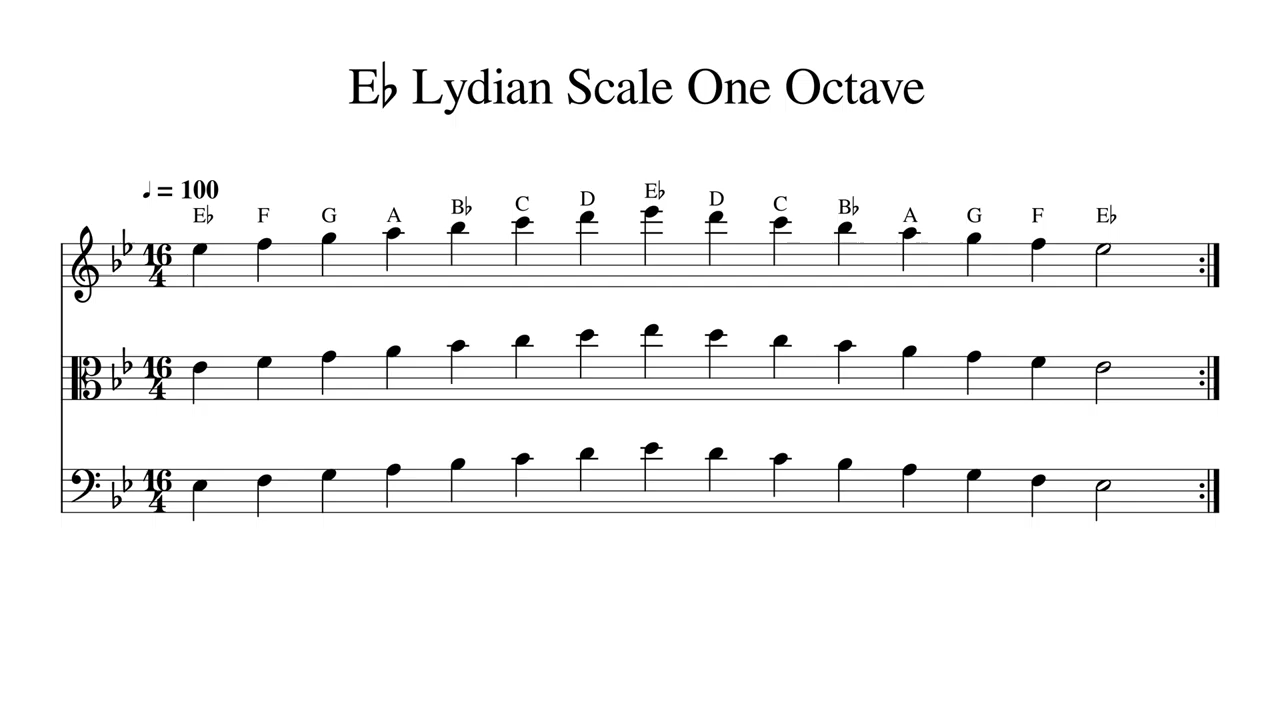 E♭ Lydian Scale One Octave
♩ = 100
E♭ F G A B♭ C D E♭ D C B♭ A G F E♭
16
4
16
4
16
4